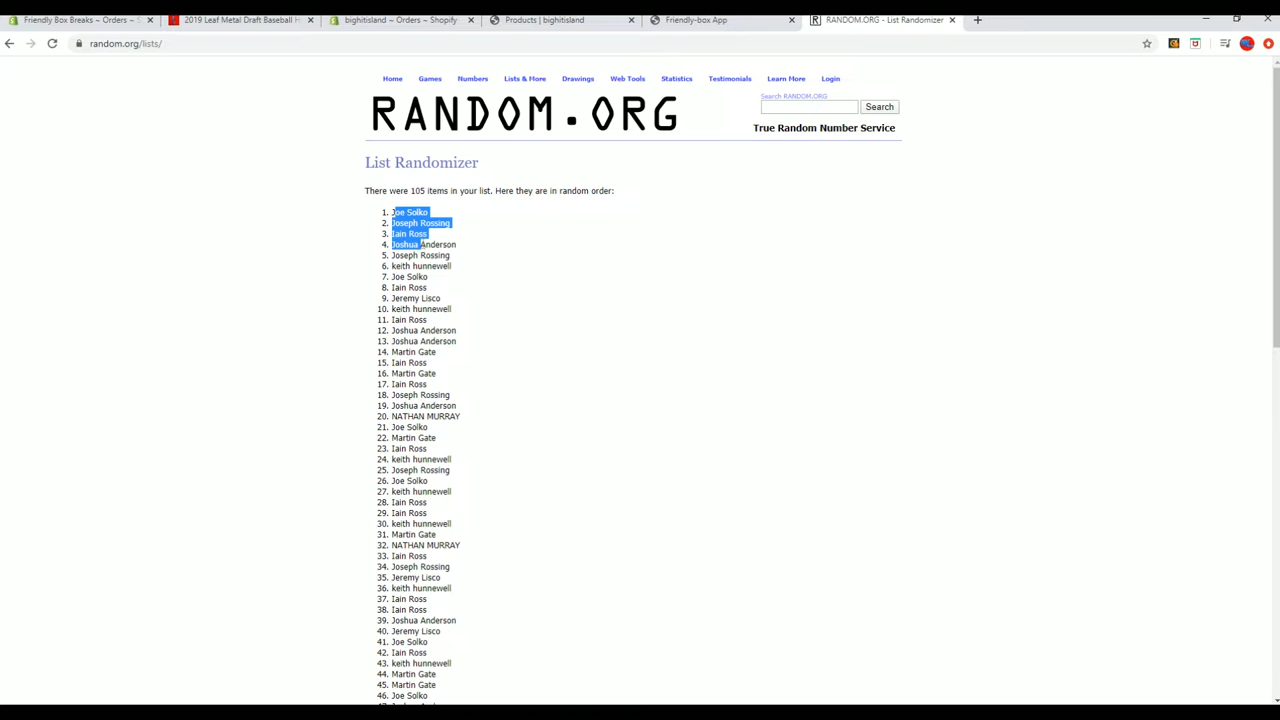 Friendly Box Breaks ~ Orders ~ S
2019 Leaf Metal Draft Baseball H
bighitisland ~ Orders ~ Shopify
Products | bighitisland
Friendly-box App
RANDOM.ORG - List Randomizer
random.org/lists/
Home Games Numbers Lists & More Drawings Web Tools Statistics Testimonials Learn More Login
RANDOM.ORG
Search RANDOM.ORG
Search
True Random Number Service
List Randomizer
There were 105 items in your list. Here they are in random order:
1. Joe Solko
2. Joseph Rossing
3. Iain Ross
4. Joshua Anderson
5. Joseph Rossing
6. keith hunnewell
7. Joe Solko
8. Iain Ross
9. Jeremy Lisco
10. keith hunnewell
11. Iain Ross
12. Joshua Anderson
13. Joshua Anderson
14. Martin Gate
15. Iain Ross
16. Martin Gate
17. Iain Ross
18. Joseph Rossing
19. Joshua Anderson
20. NATHAN MURRAY
21. Joe Solko
22. Martin Gate
23. Iain Ross
24. keith hunnewell
25. Joseph Rossing
26. Joe Solko
27. keith hunnewell
28. Iain Ross
29. Iain Ross
30. keith hunnewell
31. Martin Gate
32. NATHAN MURRAY
33. Iain Ross
34. Joseph Rossing
35. Jeremy Lisco
36. keith hunnewell
37. Iain Ross
38. Iain Ross
39. Joshua Anderson
40. Jeremy Lisco
41. Joe Solko
42. Iain Ross
43. keith hunnewell
44. Martin Gate
45. Martin Gate
46. Joe Solko